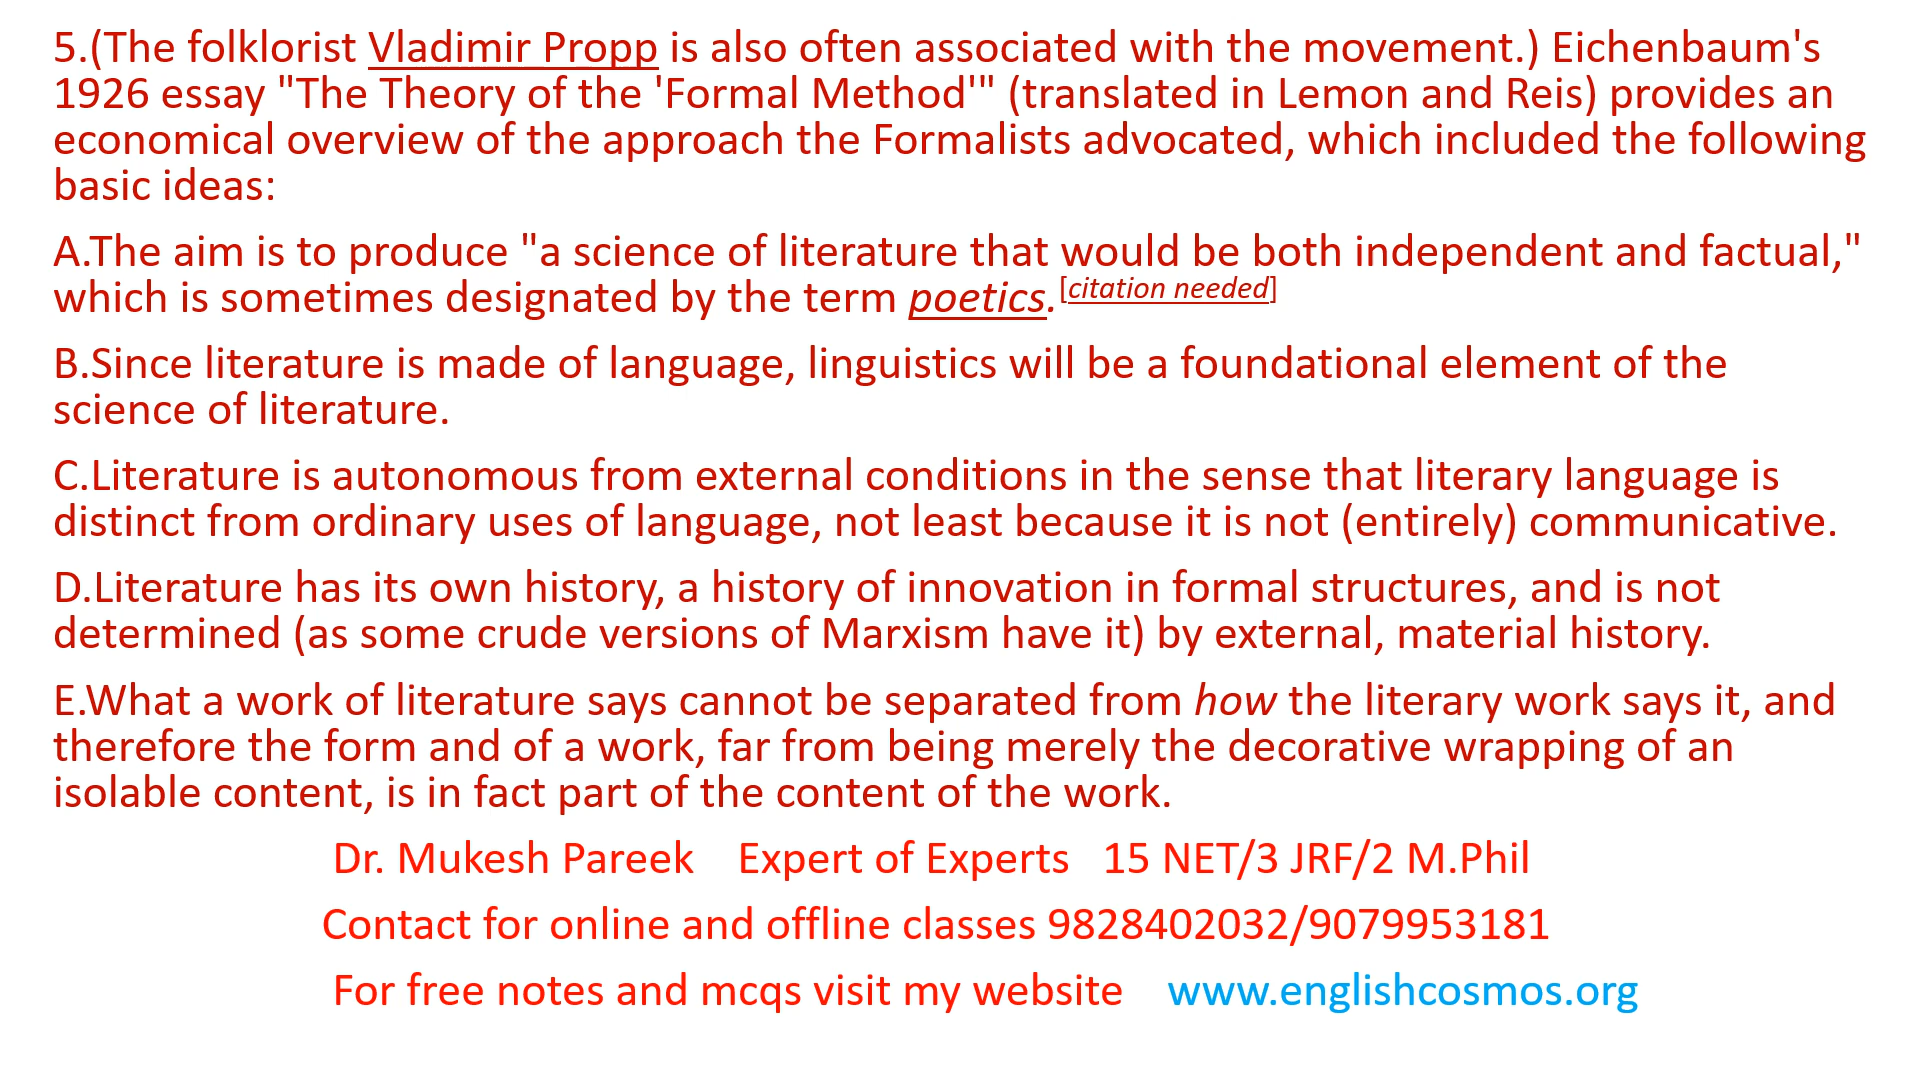 5.(The folklorist Vladimir Propp is also often associated with the movement.) Eichenbaum's
1926 essay "The Theory of the 'Formal Method'" (translated in Lemon and Reis) provides an
economical overview of the approach the Formalists advocated, which included the following
basic ideas:
A.The aim is to produce "a science of literature that would be both independent and factual,"
which is sometimes designated by the term poetics.[citation needed]
B.Since literature is made of language, linguistics will be a foundational element of the
science of literature.
C.Literature is autonomous from external conditions in the sense that literary language is
distinct from ordinary uses of language, not least because it is not (entirely) communicative.
D.Literature has its own history, a history of innovation in formal structures, and is not
determined (as some crude versions of Marxism have it) by external, material history.
E.What a work of literature says cannot be separated from how the literary work says it, and
therefore the form and of a work, far from being merely the decorative wrapping of an
isolable content, is in fact part of the content of the work.
Dr. Mukesh Pareek Expert of Experts 15 NET/3 JRF/2 M.Phil
Contact for online and offline classes 9828402032/9079953181
For free notes and mcqs visit my website www.englishcosmos.org